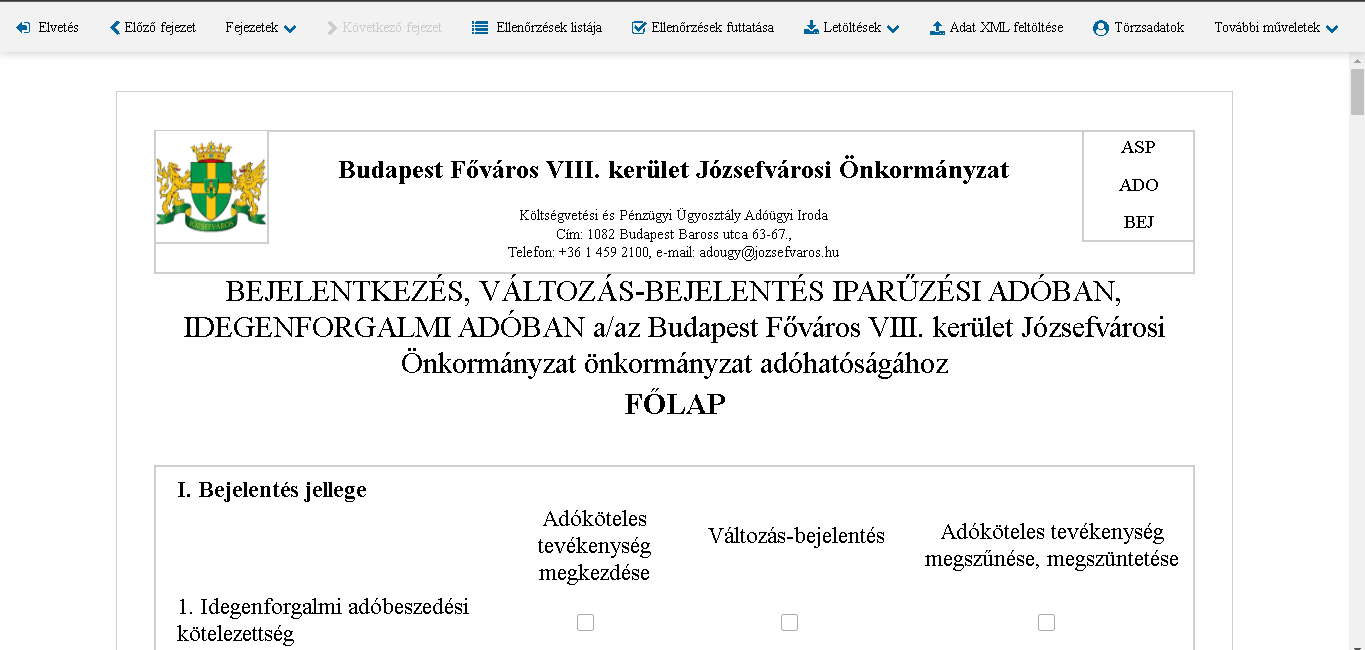 Elvetés Előző fejezet Fejezetek Következő fejezet Ellenőrzések listája Ellenőrzések futtatása Letöltések Adat XML feltöltése Törzsadatok További műveletek
JÓZSEFVÁROS
Budapest Főváros VIII. kerület Józsefvárosi Önkormányzat
Költségvetési és Pénzügyi Ügyosztály Adóügyi Iroda
Cím: 1082 Budapest Baross utca 63-67.,
Telefon: +36 1 459 2100, e-mail: adougy@jozsefvaros.hu
ASP
ADO
BEJ
BEJELENTKEZÉS, VÁLTOZÁS-BEJELENTÉS IPARŰZÉSI ADÓBAN,
IDEGENFORGALMI ADÓBAN a/az Budapest Főváros VIII. kerület Józsefvárosi
Önkormányzat önkormányzat adóhatóságához
FŐLAP
I. Bejelentés jellege
Adóköteles
tevékenység
megkezdése
Változás-bejelentés
Adóköteles tevékenység
megszűnése, megszüntetése
1. Idegenforgalmi adóbeszedési
kötelezettség